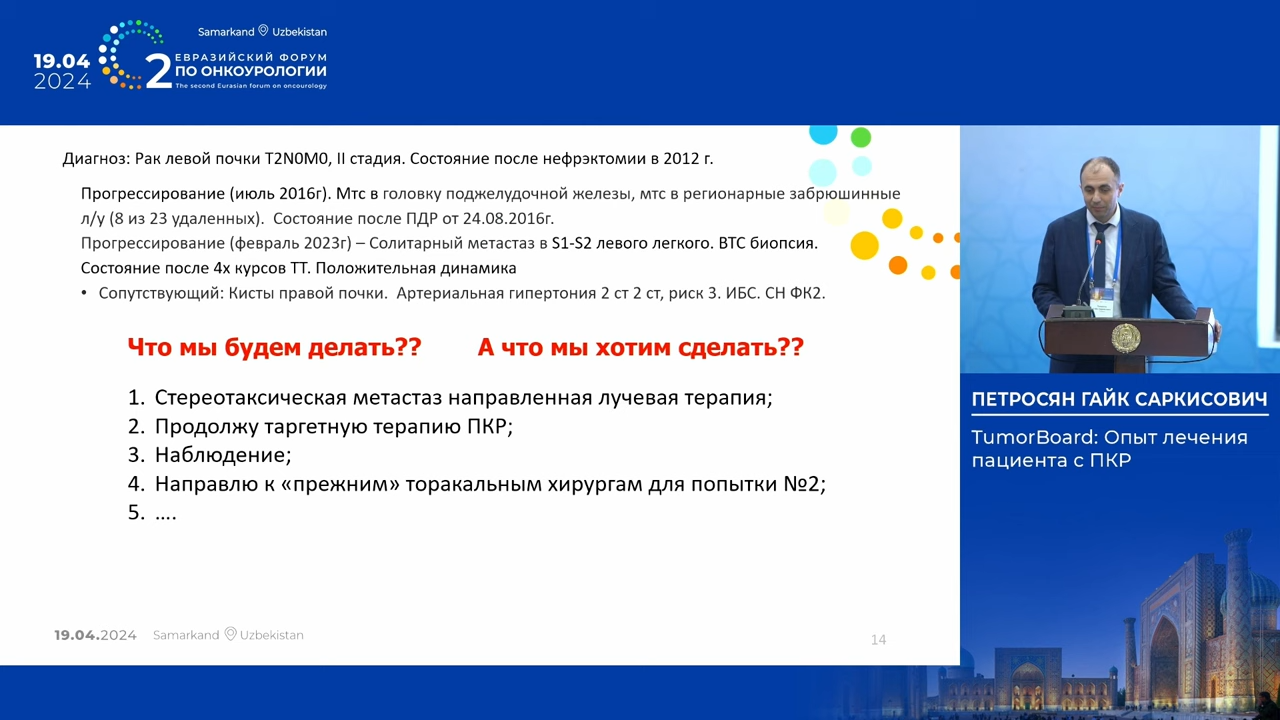 Samarkand Uzbekistan
19.04
2024
2
ЕВРАЗИЙСКИЙ ФОРУМ
ПО ОНКОУРОЛОГИИ
The second Eurasian forum on oncourology
Диагноз: Рак левой почки T2N0M0, II стадия. Состояние после нефрэктомии в 2012 г.
Прогрессирование (июль 2016г). Мтс в головку поджелудочной железы, мтс в регионарные забрюшинные
л/у (8 из 23 удаленных). Состояние после ПДР от 24.08.2016г.
Прогрессирование (февраль 2023г) – Солитарный метастаз в S1-S2 левого легкого. ВТС биопсия.
Состояние после 4х курсов ТТ. Положительная динамика
• Сопутствующий: Кисты правой почки. Артериальная гипертония 2 ст 2 ст, риск 3. ИБС. СН ФК2.
Что мы будем делать?? А что мы хотим сделать??
1. Стереотаксическая метастаз направленная лучевая терапия;
2. Продолжу таргетную терапию ПКР;
3. Наблюдение;
4. Направлю к «прежним» торакальным хирургам для попытки №2;
5. ….
19.04.2024 Samarkand Uzbekistan
14
ПЕТРОСЯН ГАЙК САРКИСОВИЧ
TumorBoard: Опыт лечения
пациента с ПКР